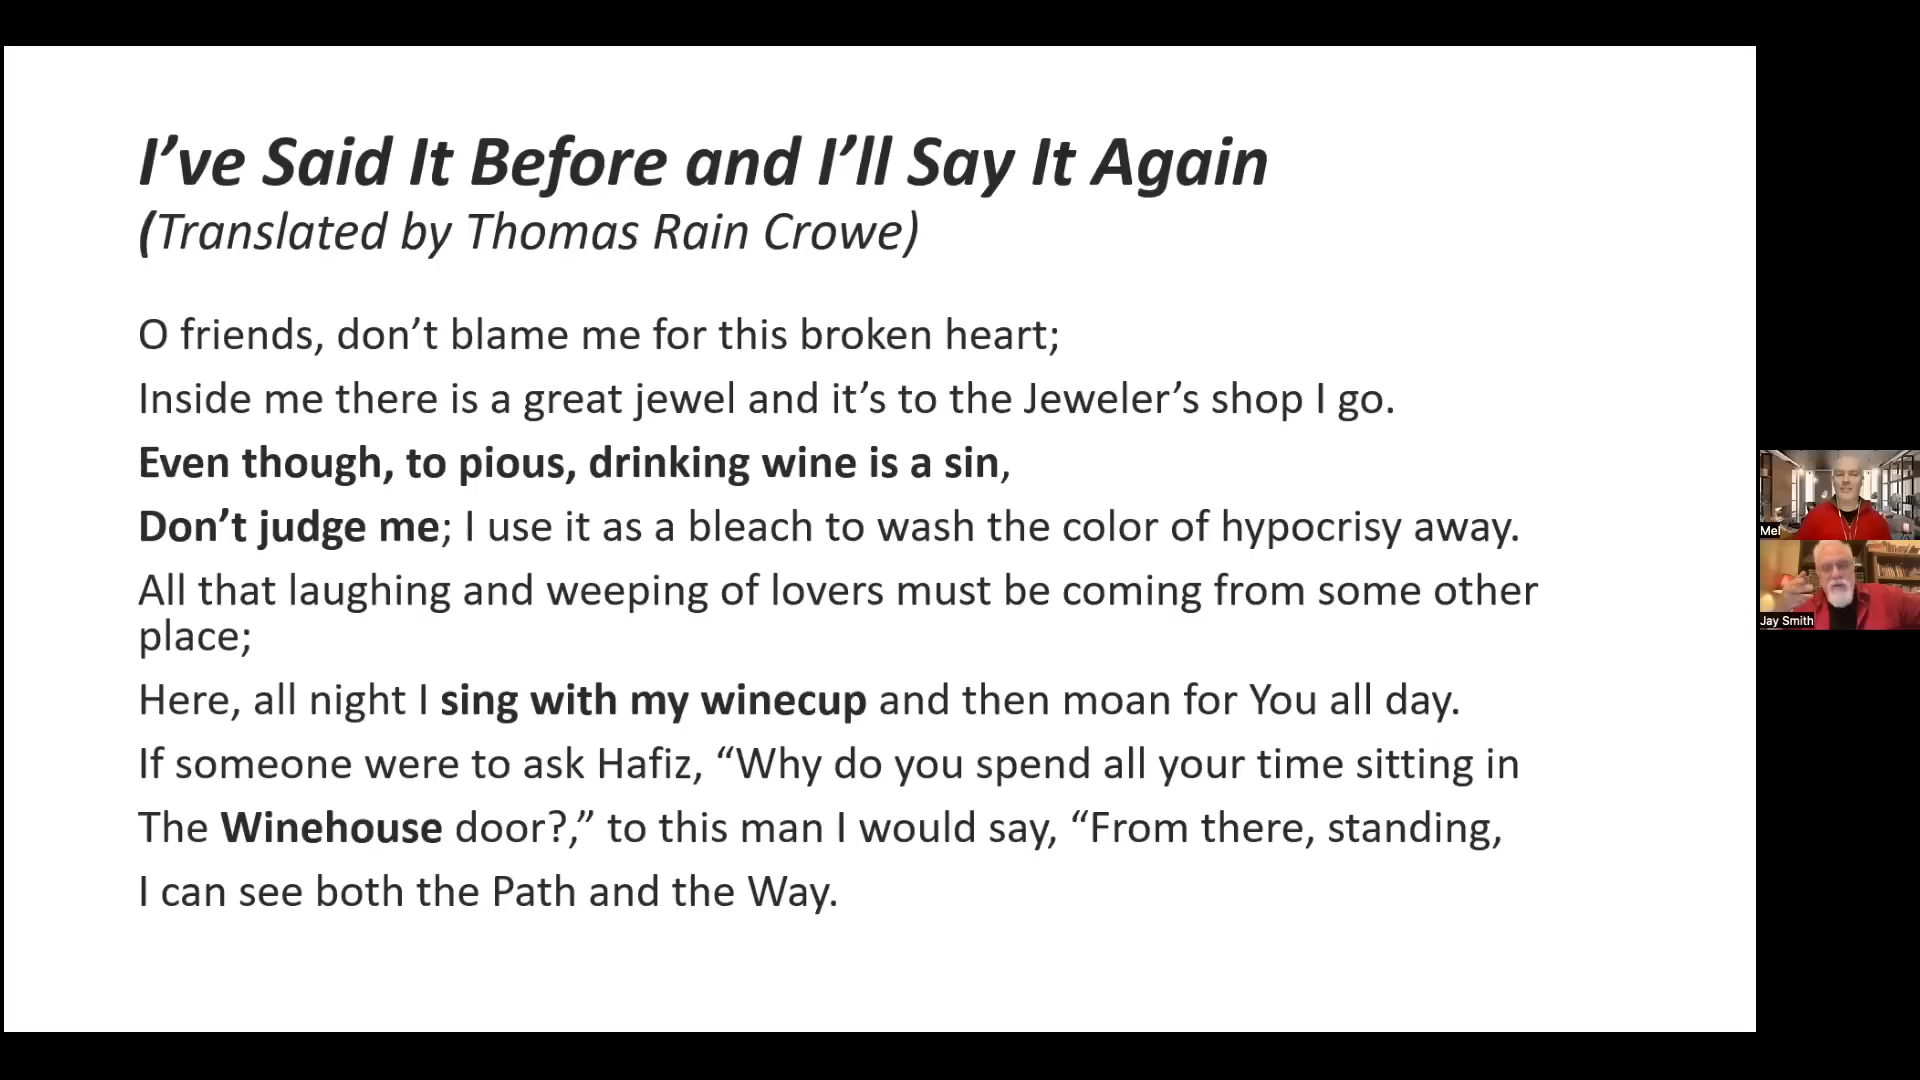 I’ve Said It Before and I’ll Say It Again
(Translated by Thomas Rain Crowe)
O friends, don’t blame me for this broken heart;
Inside me there is a great jewel and it’s to the Jeweler’s shop I go.
Even though, to pious, drinking wine is a sin,
Don’t judge me; I use it as a bleach to wash the color of hypocrisy away.
All that laughing and weeping of lovers must be coming from some other
place;
Here, all night I sing with my winecup and then moan for You all day.
If someone were to ask Hafiz, “Why do you spend all your time sitting in
The Winehouse door?,” to this man I would say, “From there, standing,
I can see both the Path and the Way.
Mel
Jay Smith